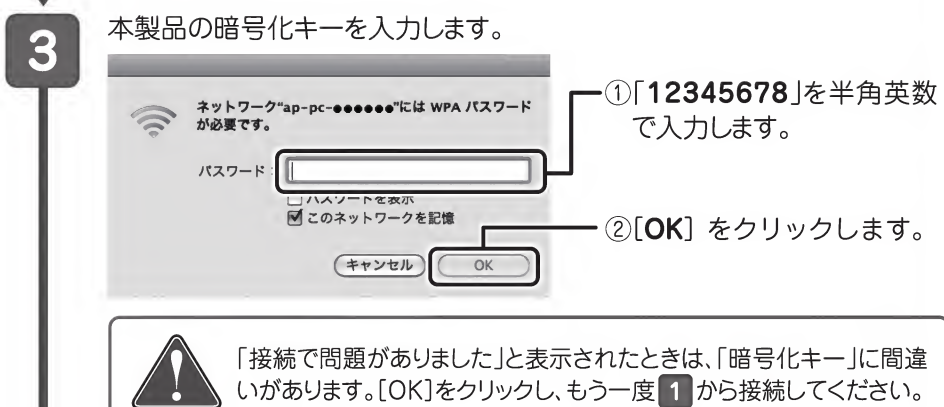 3
本製品の暗号化キーを入力します。
ネットワーク“ap-pc-●●●●●●”には WPA パスワード
が必要です。
パスワード：
パスワードを表示
このネットワークを記憶
キャンセル
OK
①「12345678」を半角英数
で入力します。
②[OK] をクリックします。
「接続で問題がありました」と表示されたときは、「暗号化キー」に間違
いがあります。[OK]をクリックし、もう一度 1 から接続してください。